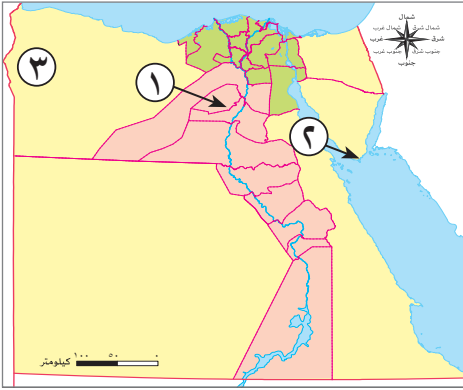 شمال
شمال شرق شمال غرب
شرق غرب
جنوب شرق جنوب غرب
جنوب
٣
١
٢
٠ ٥٠ ١٠٠
كيلومتر